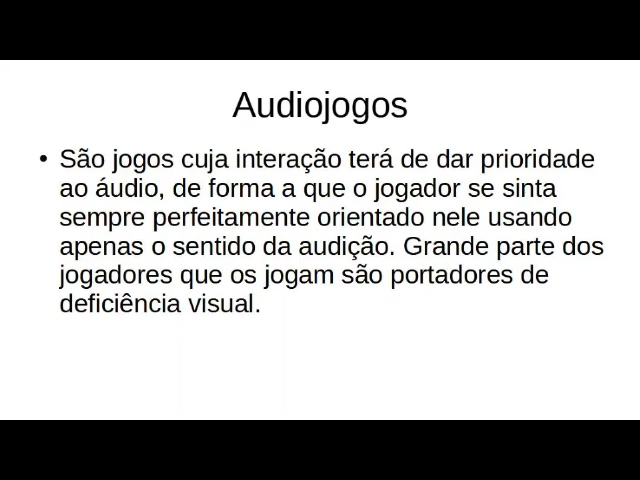 Audiojogos
• São jogos cuja interação terá de dar prioridade
ao áudio, de forma a que o jogador se sinta
sempre perfeitamente orientado nele usando
apenas o sentido da audição. Grande parte dos
jogadores que os jogam são portadores de
deficiência visual.